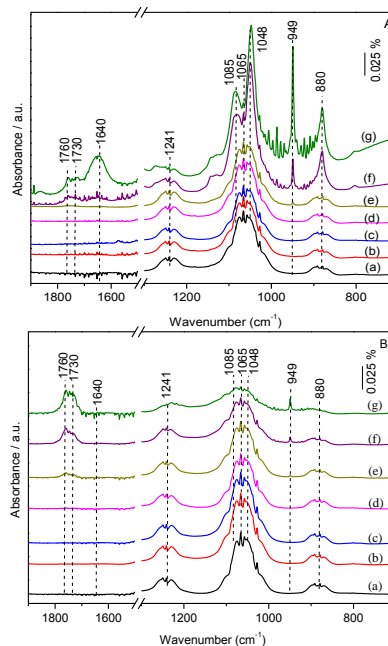 A
0.025 %
1048
1065
1085
949
880
1241
1640
1730
1760
(g)
(f)
(e)
(d)
(c)
(b)
(a)
Absorbance / a.u.
1800 1600 1200 1000 800
Wavenumber (cm⁻¹)
B
0.025 %
1048
1065
1085
949
880
1241
1640
1730
1760
(g)
(f)
(e)
(d)
(c)
(b)
(a)
Absorbance / a.u.
1800 1600 1200 1000 800
Wavenumber (cm⁻¹)